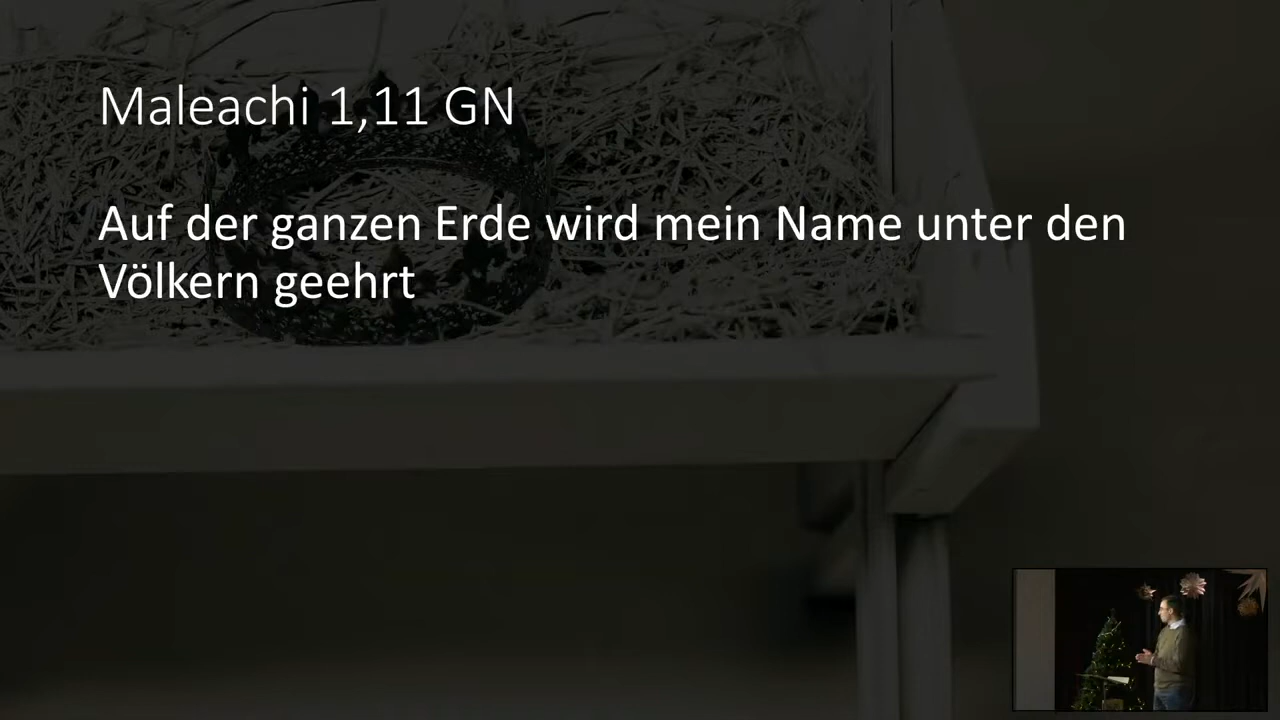 Maleachi 1,11 GN
Auf der ganzen Erde wird mein Name unter den
Völkern geehrt